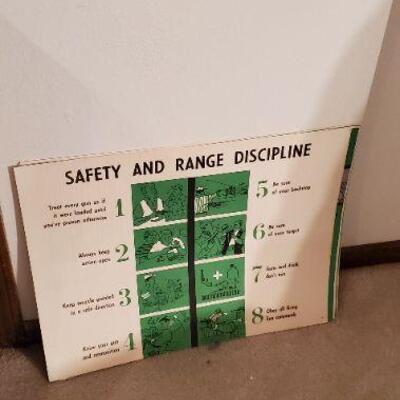 SAFETY AND RANGE DISCIPLINE
1
Treat every gun as if
it were loaded until
you've proven otherwise
2
Always keep
action open
3
Keep muzzle pointed
in a safe direction
4
Know your gun
and ammunition
5
Be sure
of your backstop
6
Be sure
of your target
7
Guns and drink
don't mix
8
Obey all firing
line commands